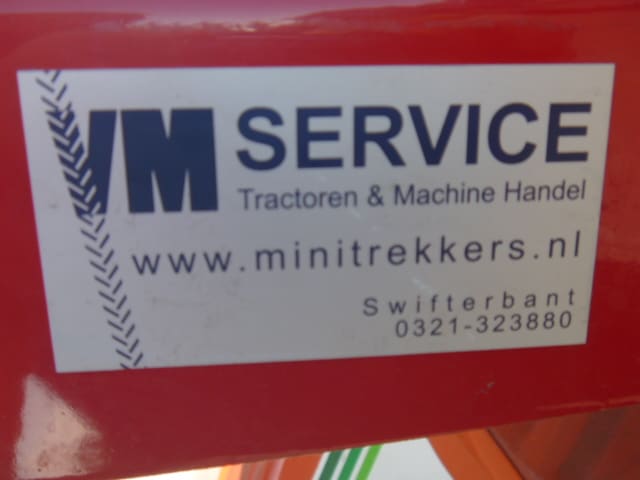 VM SERVICE
Tractoren & Machine Handel
www.minitrekkers.nl
Swifterbant
0321-323880